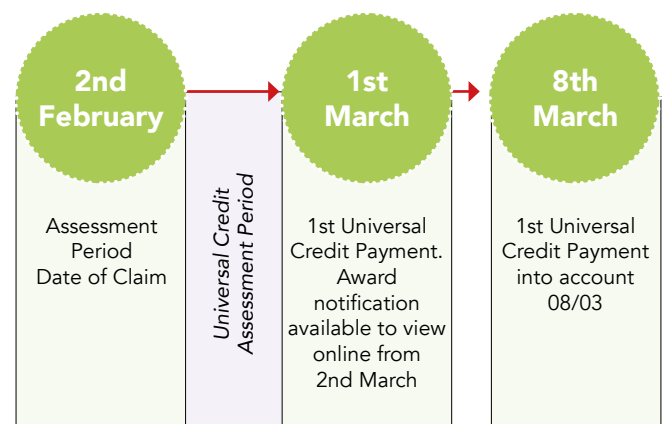 2nd
February
Assessment
Period
Date of Claim
Universal Credit
Assessment Period
1st
March
1st Universal
Credit Payment.
Award
notification
available to view
online from
2nd March
8th
March
1st Universal
Credit Payment
into account
08/03